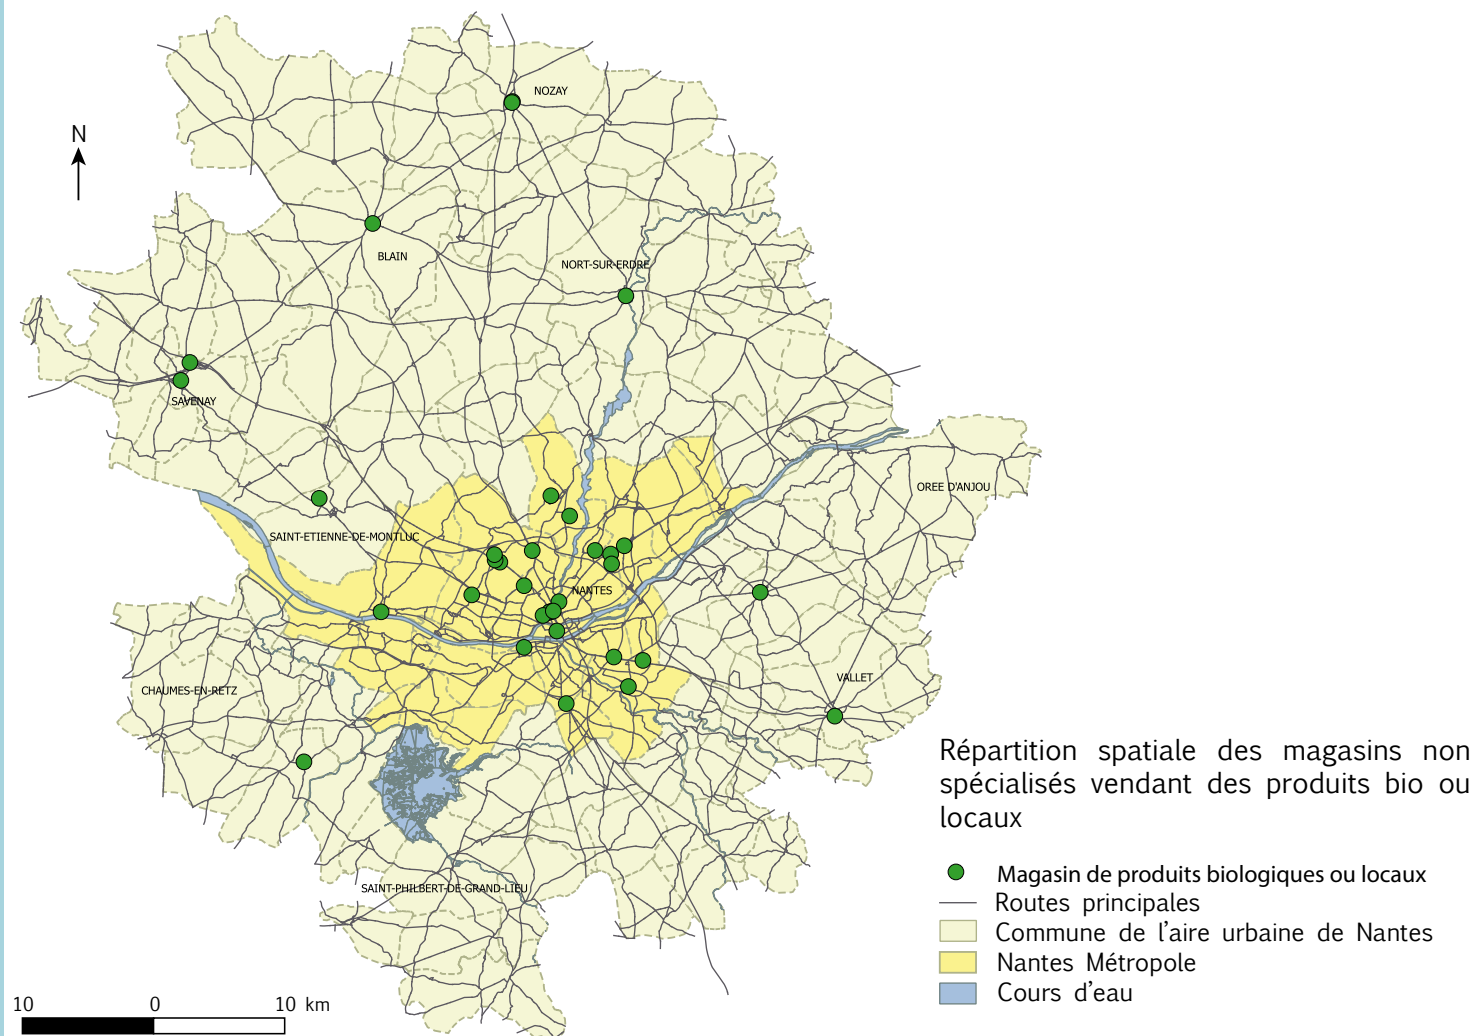 NOZAY
N
BLAIN
NORT-SUR-ERDRE
SAVENAY
OREE D'ANJOU
SAINT-ETIENNE-DE-MONTLUC
NANTES
VALLET
CHAUMES-EN-RETZ
SAINT-PHILBERT-DE-GRAND-LIEU
Répartition spatiale des magasins non
spécialisés vendant des produits bio ou
locaux
Magasin de produits biologiques ou locaux
Routes principales
Commune de l'aire urbaine de Nantes
Nantes Métropole
Cours d'eau
10 0 10 km